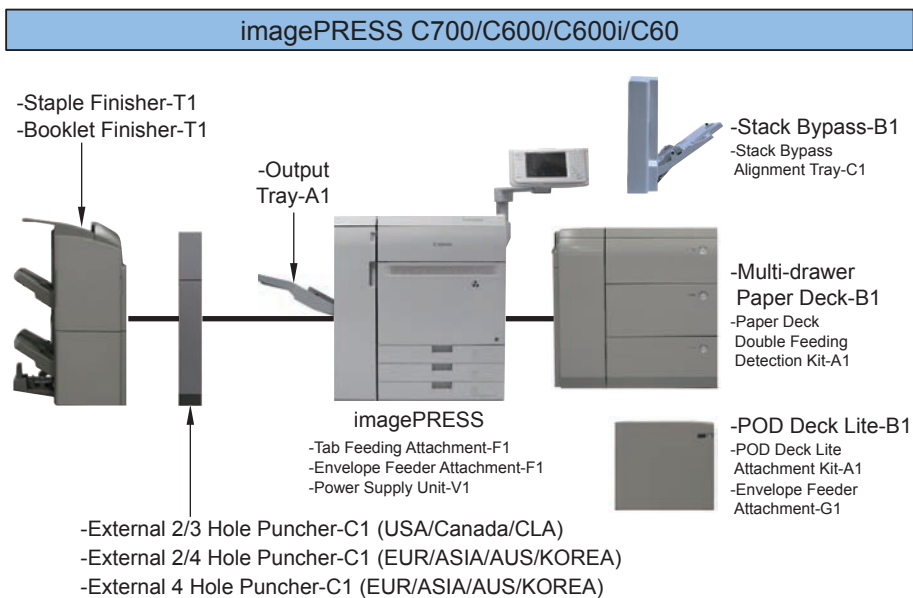 imagePRESS C700/C600/C600i/C60
-Staple Finisher-T1
-Booklet Finisher-T1
-Output
Tray-A1
-Stack Bypass-B1
-Stack Bypass
Alignment Tray-C1
-Multi-drawer
Paper Deck-B1
-Paper Deck
Double Feeding
Detection Kit-A1
imagePRESS
-Tab Feeding Attachment-F1
-Envelope Feeder Attachment-F1
-Power Supply Unit-V1
-POD Deck Lite-B1
-POD Deck Lite
Attachment Kit-A1
-Envelope Feeder
Attachment-G1
-External 2/3 Hole Puncher-C1 (USA/Canada/CLA)
-External 2/4 Hole Puncher-C1 (EUR/ASIA/AUS/KOREA)
-External 4 Hole Puncher-C1 (EUR/ASIA/AUS/KOREA)